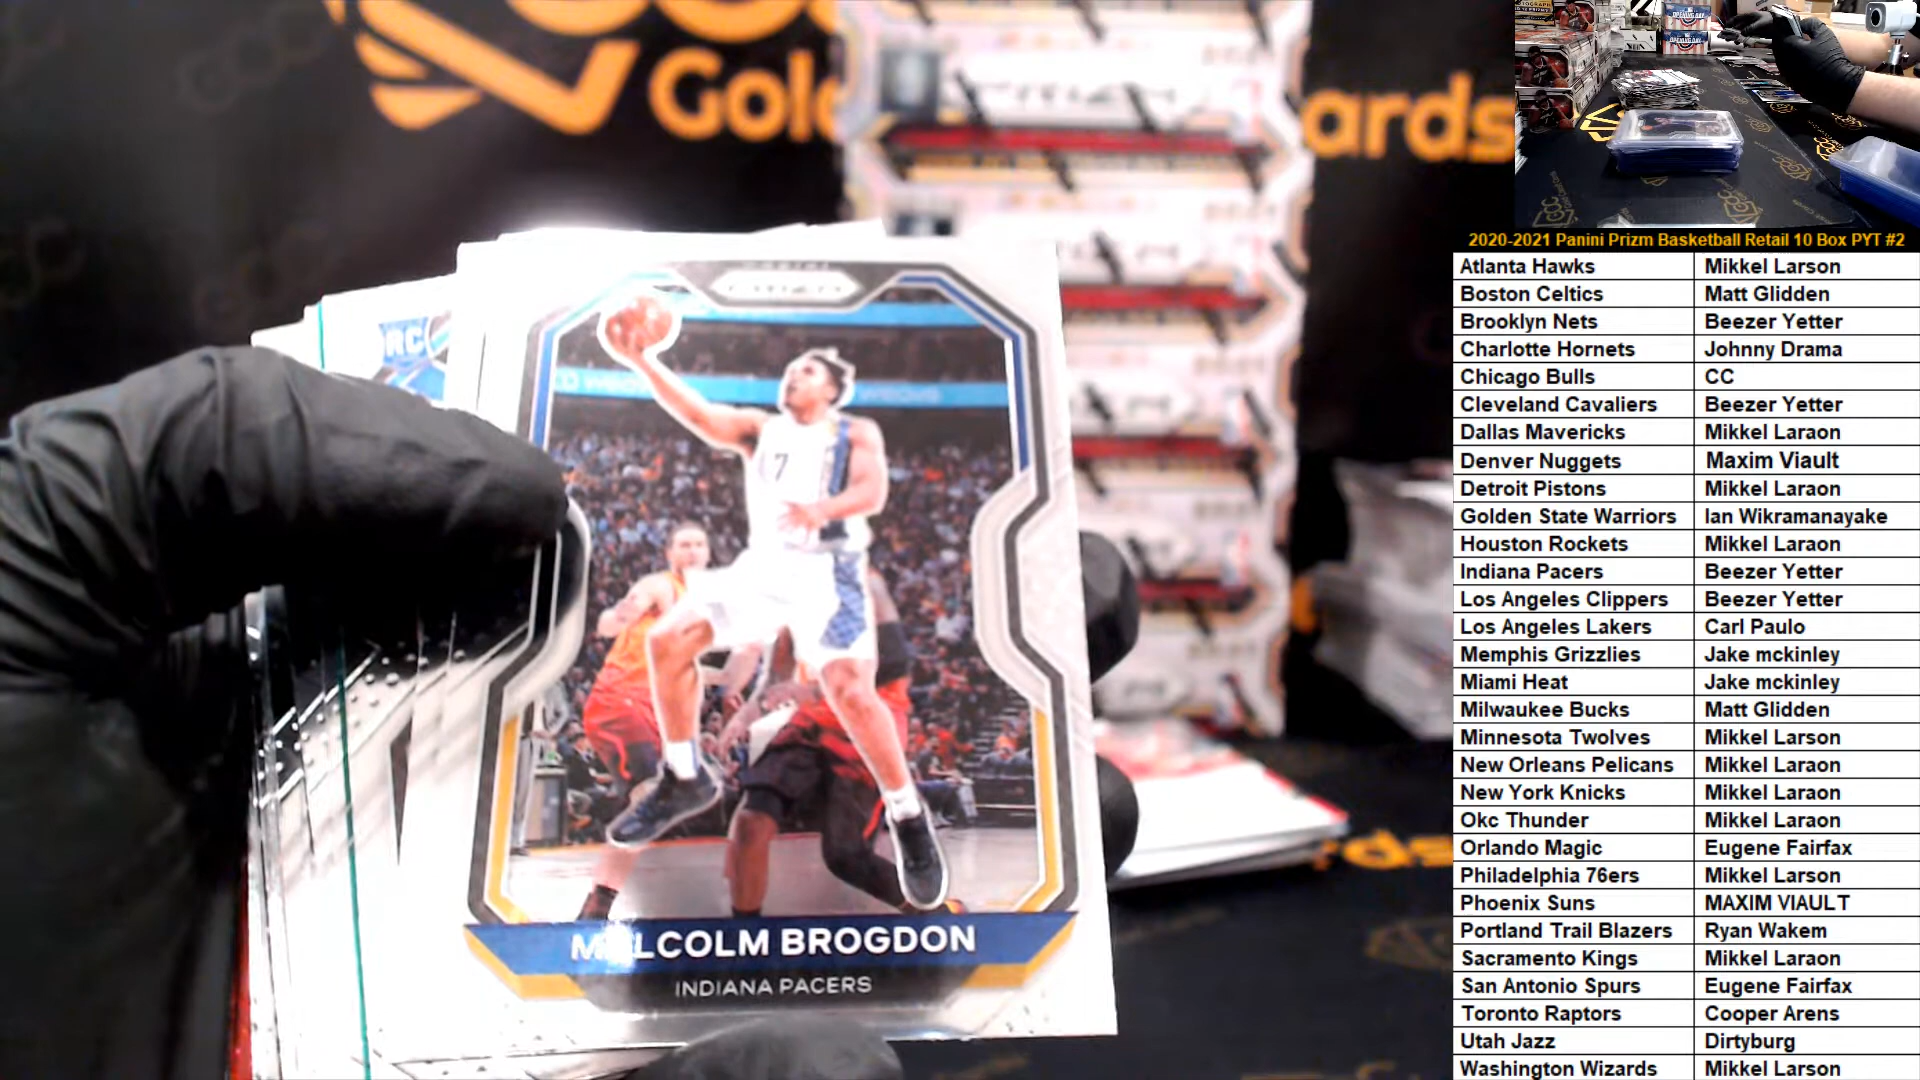 Gol
ards
RC
7
MALCOLM BROGDON
INDIANA PACERS
OPENING DAY
OPENING DAY
GCC
2020-2021 Panini Prizm Basketball Retail 10 Box PYT #2
Atlanta Hawks Mikkel Larson
Boston Celtics Matt Glidden
Brooklyn Nets Beezer Yetter
Charlotte Hornets Johnny Drama
Chicago Bulls CC
Cleveland Cavaliers Beezer Yetter
Dallas Mavericks Mikkel Laraon
Denver Nuggets Maxim Viault
Detroit Pistons Mikkel Laraon
Golden State Warriors Ian Wikramanayake
Houston Rockets Mikkel Laraon
Indiana Pacers Beezer Yetter
Los Angeles Clippers Beezer Yetter
Los Angeles Lakers Carl Paulo
Memphis Grizzlies Jake mckinley
Miami Heat Jake mckinley
Milwaukee Bucks Matt Glidden
Minnesota Twolves Mikkel Larson
New Orleans Pelicans Mikkel Laraon
New York Knicks Mikkel Laraon
Okc Thunder Mikkel Laraon
Orlando Magic Eugene Fairfax
Philadelphia 76ers Mikkel Larson
Phoenix Suns MAXIM VIAULT
Portland Trail Blazers Ryan Wakem
Sacramento Kings Mikkel Laraon
San Antonio Spurs Eugene Fairfax
Toronto Raptors Cooper Arens
Utah Jazz Dirtyburg
Washington Wizards Mikkel Larson